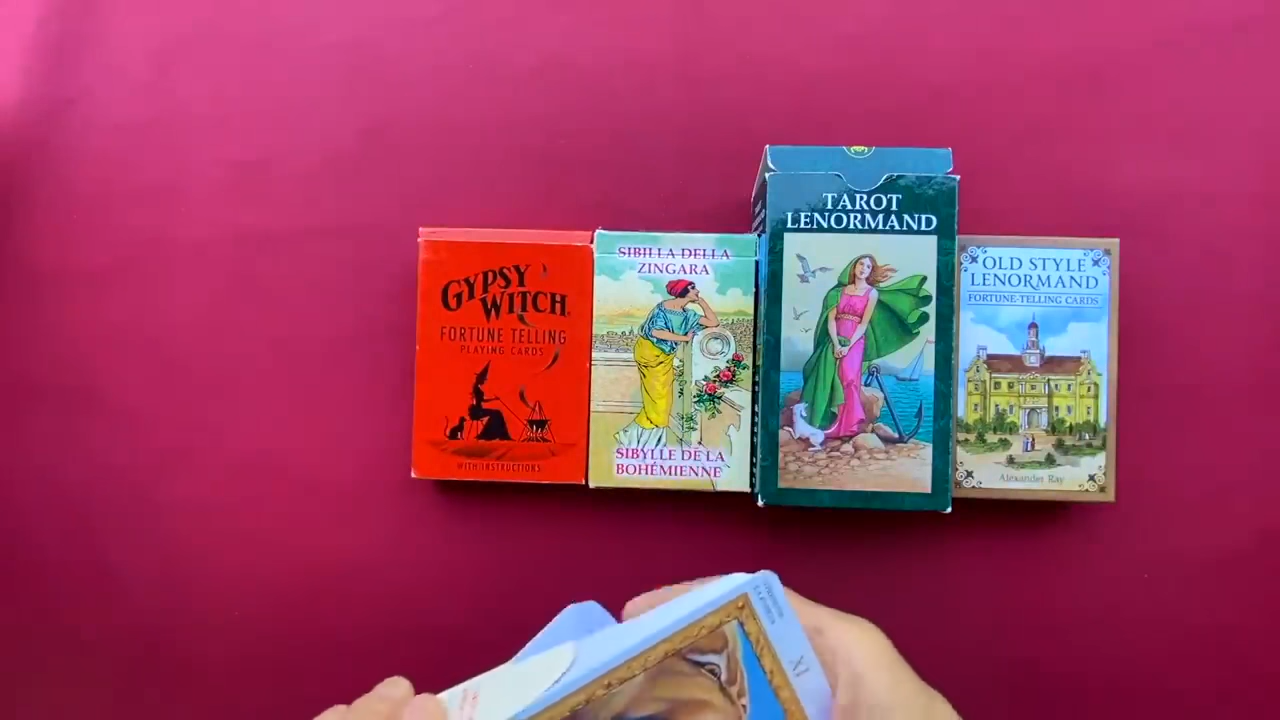 GYPSY
WITCH
FORTUNE TELLING
PLAYING CARDS
WITH INSTRUCTIONS
SIBILLA DELLA
ZINGARA
SIBYLLE DE LA
BOHÉMIENNE
TAROT
LENORMAND
OLD STYLE
LENORMAND
FORTUNE-TELLING CARDS
Alexander Ray
XI